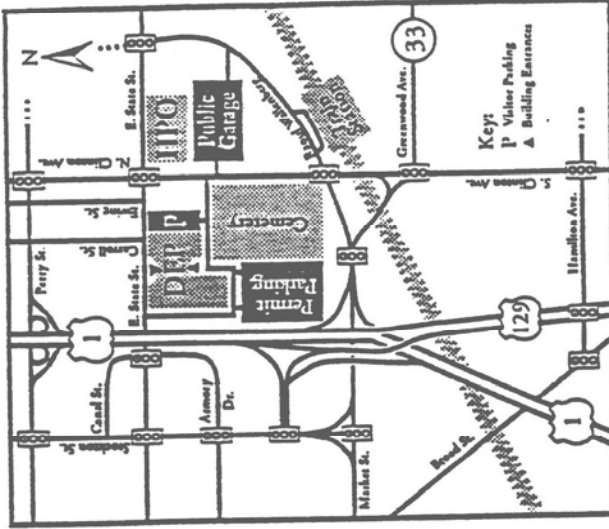 N
E. State St.
HPO
Public
Garage
N. Clinton Ave.
Greenwood Ave.
33
Key:
P Visitor Parking
▲ Building Entrances
Ewing St.
Carroll St.
Perry St.
E. State St.
DEP
P
Cemetery
Permit
Parking
S. Clinton Ave.
Hamilton Ave.
1
129
1
Canal St.
Armory
Dr.
Stockton St.
Market St.
Broad St.